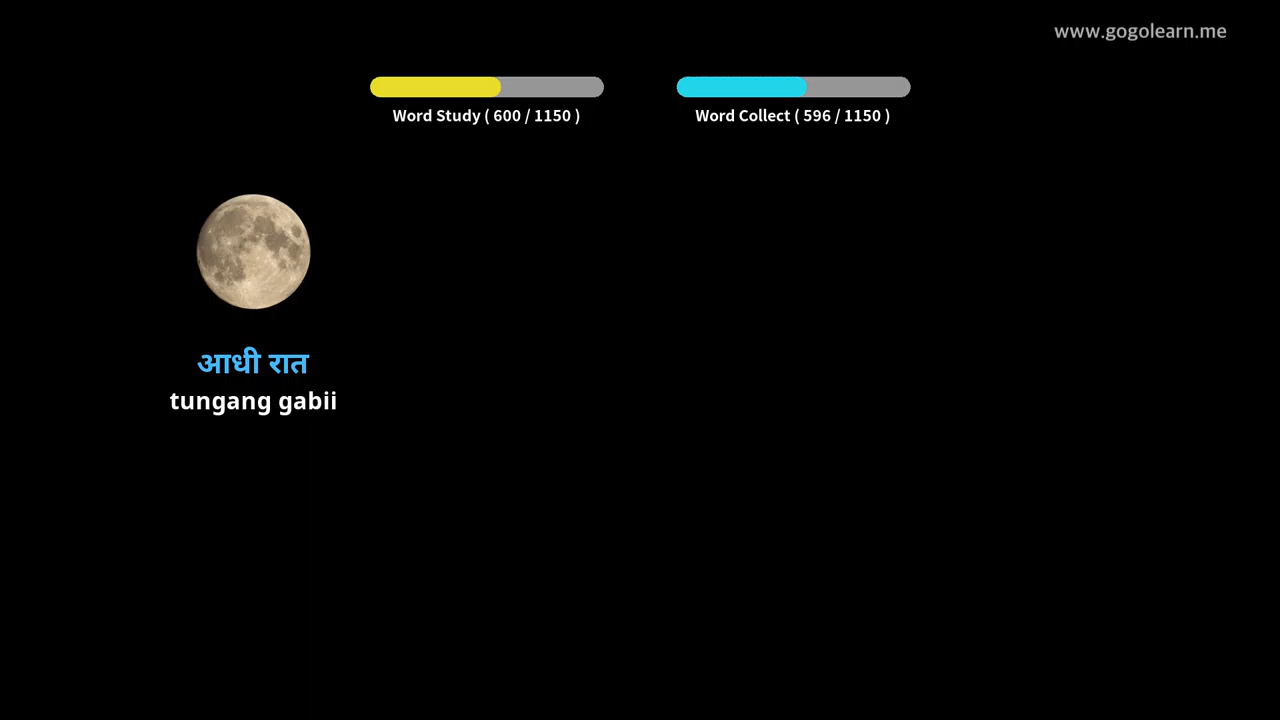 www.gogolearn.me
Word Study ( 600 / 1150 )
Word Collect ( 596 / 1150 )
आधी रात
tungang gabii